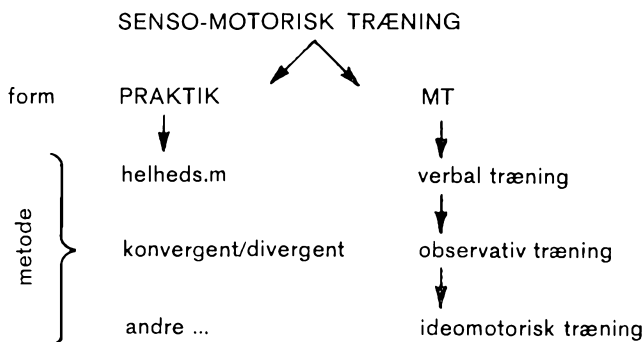 SENSO-MOTORISK TRÆNING
form PRAKTIK MT
helheds.m verbal træning
metode
konvergent/divergent observativ træning
andre ... ideomotorisk træning